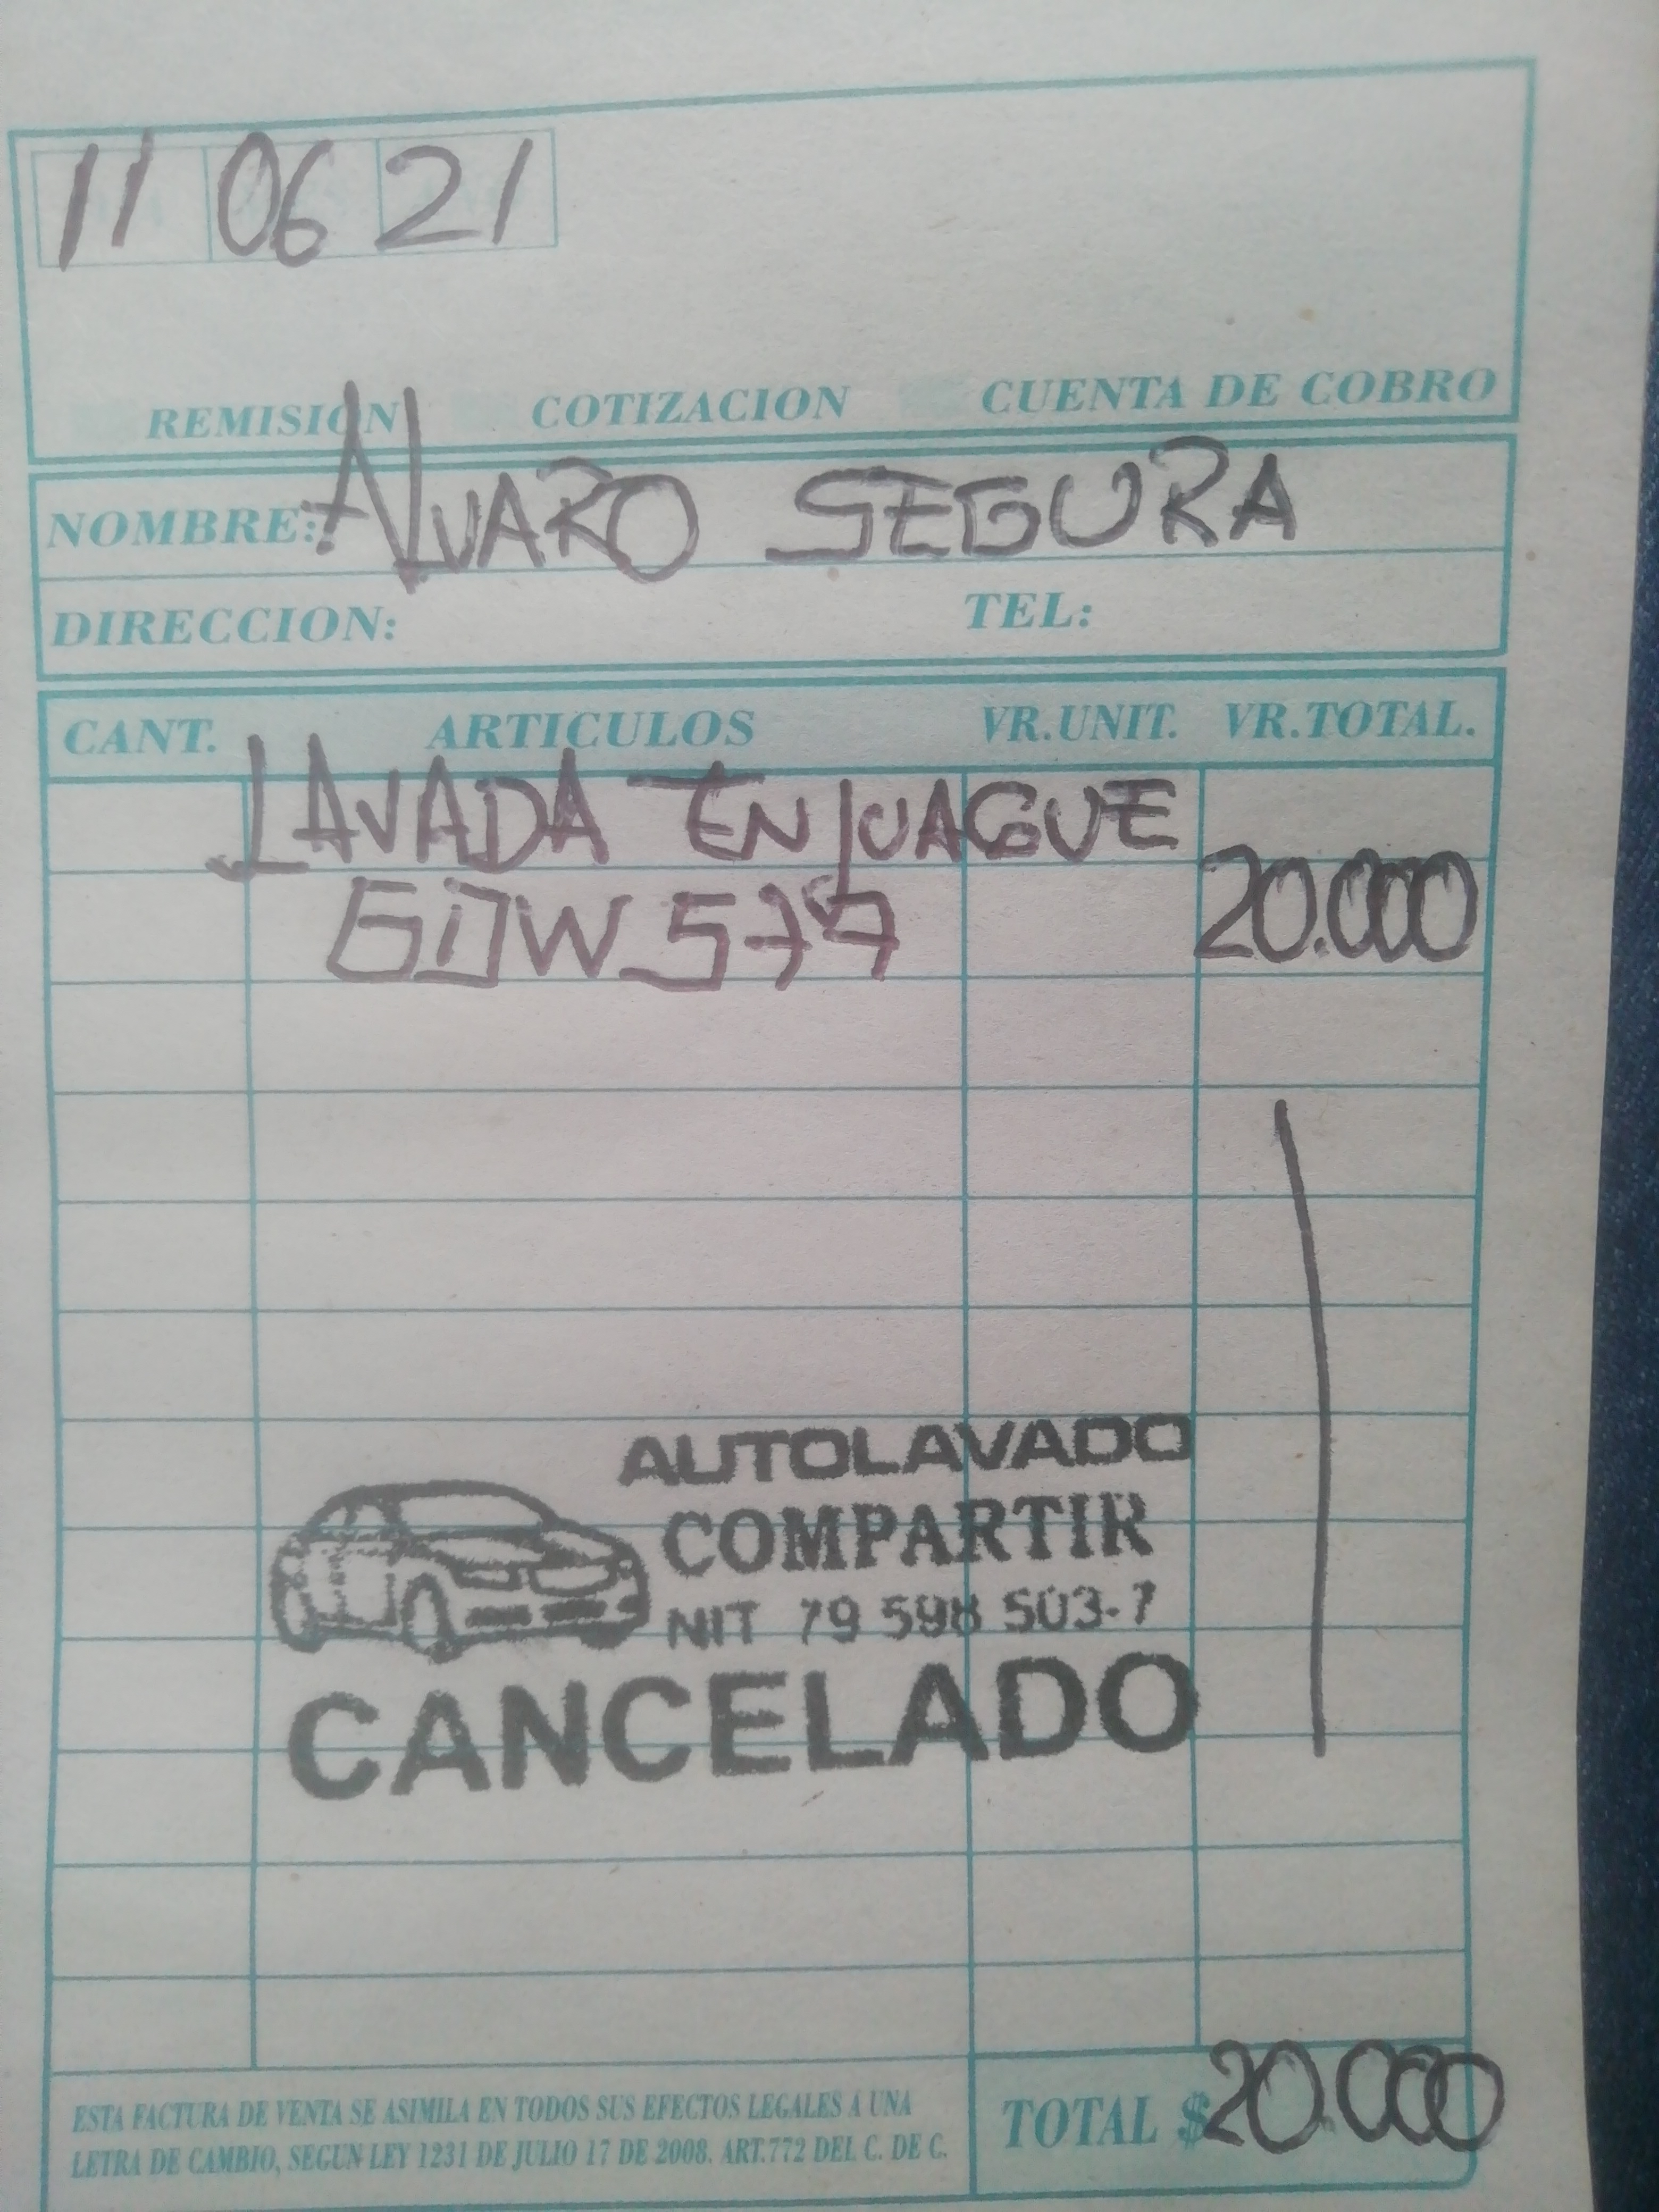 11 06 21
REMISION COTIZACION CUENTA DE COBRO
NOMBRE: ALVARO SEGURA
DIRECCION: TEL:
CANT. ARTICULOS VR.UNIT. VR.TOTAL.
LAVADA ENJUAGUE
GDW 577 20.000
AUTOLAVADO
COMPARTIR
NIT 79 598 503-7
CANCELADO
ESTA FACTURA DE VENTA SE ASIMILA EN TODOS SUS EFECTOS LEGALES A UNA
LETRA DE CAMBIO, SEGUN LEY 1231 DE JULIO 17 DE 2008. ART.772 DEL C. DE C.
TOTAL $ 20.000